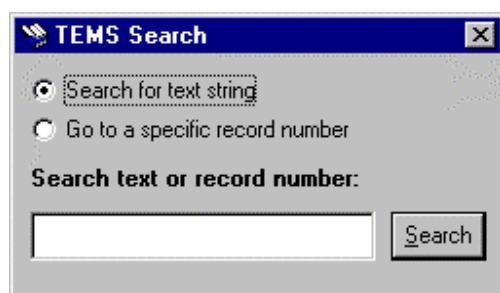 TEMS Search
Search for text string
Go to a specific record number
Search text or record number:
Search